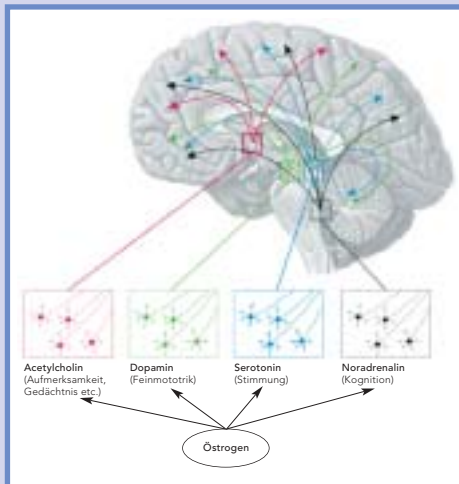 Acetylcholin
(Aufmerksamkeit,
Gedächtnis etc.)
Dopamin
(Feinmototrik)
Serotonin
(Stimmung)
Noradrenalin
(Kognition)
Östrogen